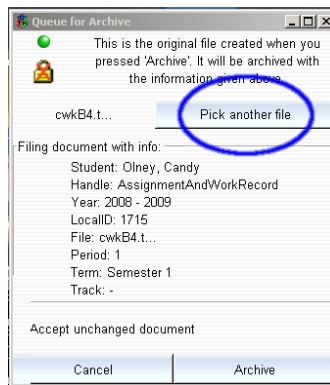 Queue for Archive
This is the original file created when you
pressed 'Archive'. It will be archived with
the information given above.
cwkB4.t...
Pick another file
Filing document with info:
Student: Olney, Candy
Handle: AssignmentAndWorkRecord
Year: 2008 - 2009
LocalID: 1715
File: cwkB4.t...
Period: 1
Term: Semester 1
Track: -
Accept unchanged document
Cancel
Archive